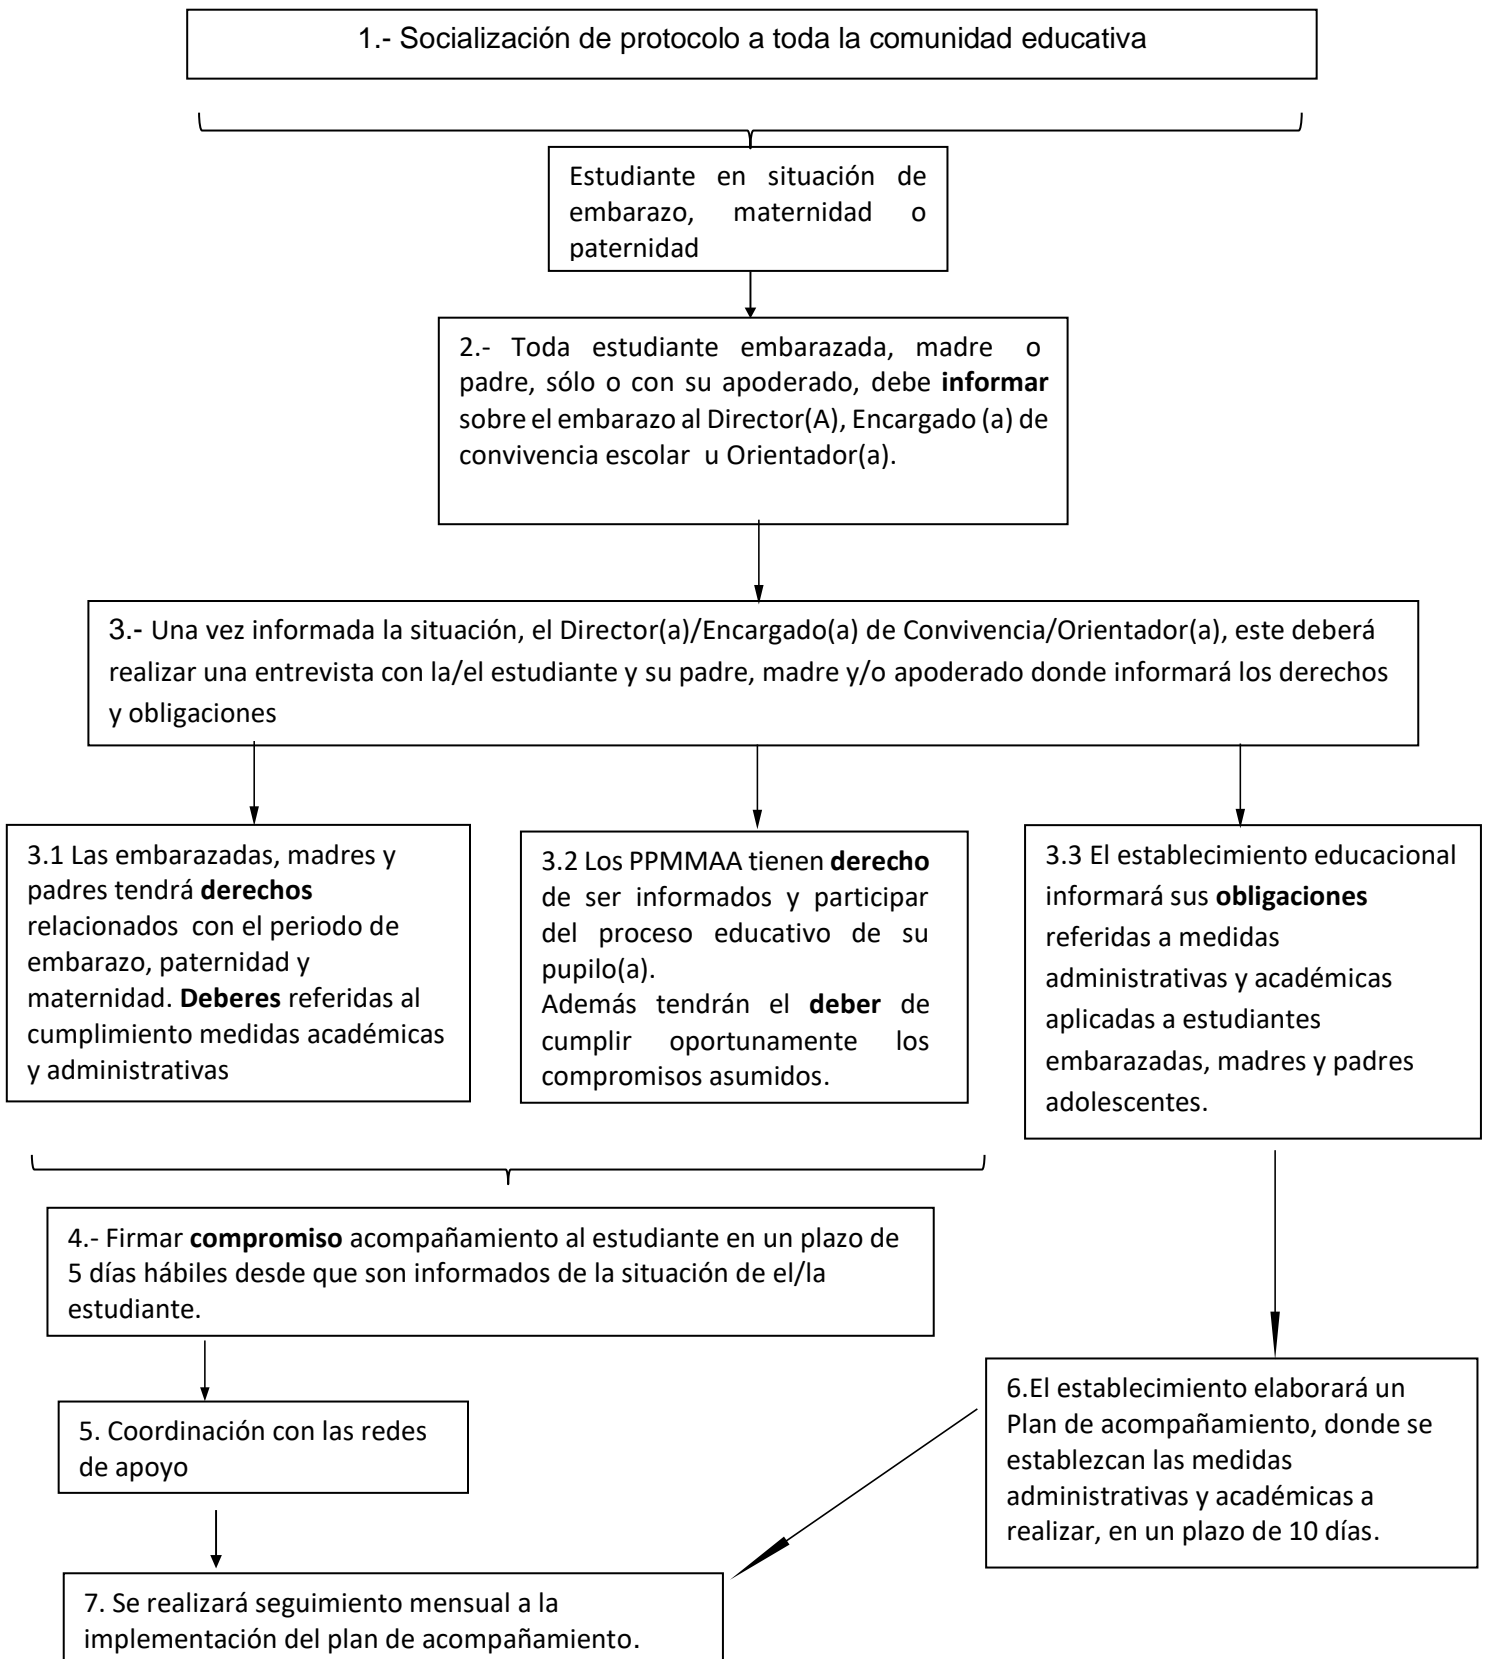 1.- Socialización de protocolo a toda la comunidad educativa
Estudiante en situación de
embarazo, maternidad o
paternidad
2.- Toda estudiante embarazada, madre o
padre, sólo o con su apoderado, debe informar
sobre el embarazo al Director(A), Encargado (a) de
convivencia escolar u Orientador(a).
3.- Una vez informada la situación, el Director(a)/Encargado(a) de Convivencia/Orientador(a), este deberá
realizar una entrevista con la/el estudiante y su padre, madre y/o apoderado donde informará los derechos
y obligaciones
3.1 Las embarazadas, madres y
padres tendrá derechos
relacionados con el periodo de
embarazo, paternidad y
maternidad. Deberes referidas al
cumplimiento medidas académicas
y administrativas
3.2 Los PPMMAA tienen derecho
de ser informados y participar
del proceso educativo de su
pupilo(a).
Además tendrán el deber de
cumplir oportunamente los
compromisos asumidos.
3.3 El establecimiento educacional
informará sus obligaciones
referidas a medidas
administrativas y académicas
aplicadas a estudiantes
embarazadas, madres y padres
adolescentes.
4.- Firmar compromiso acompañamiento al estudiante en un plazo de
5 días hábiles desde que son informados de la situación de el/la
estudiante.
5. Coordinación con las redes
de apoyo
6.El establecimiento elaborará un
Plan de acompañamiento, donde se
establezcan las medidas
administrativas y académicas a
realizar, en un plazo de 10 días.
7. Se realizará seguimiento mensual a la
implementación del plan de acompañamiento.